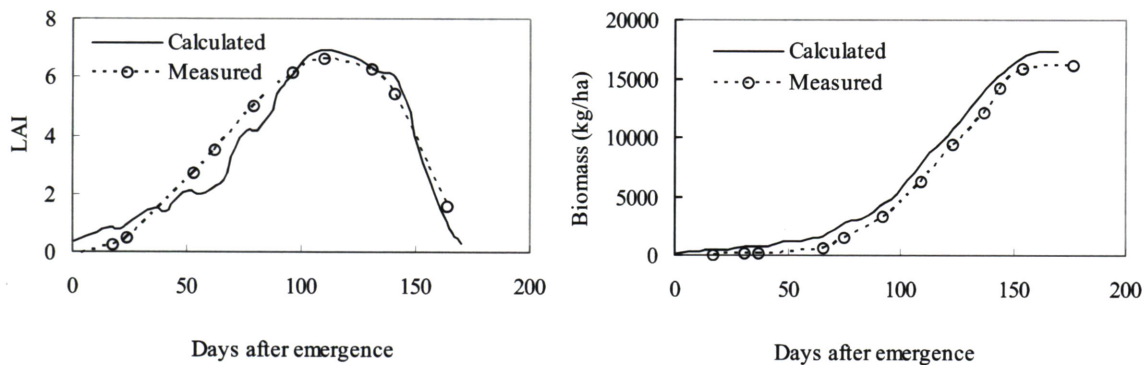 LAI
8
6
4
2
0
Calculated
Measured
0 50 100 150 200
Days after emergence
Biomass (kg/ha)
20000
15000
10000
5000
0
Calculated
Measured
0 50 100 150 200
Days after emergence